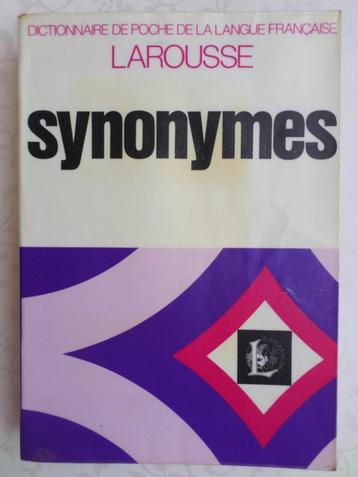 DICTIONNAIRE DE POCHE DE LA LANGUE FRANÇAISE
LAROUSSE
synonymes
L